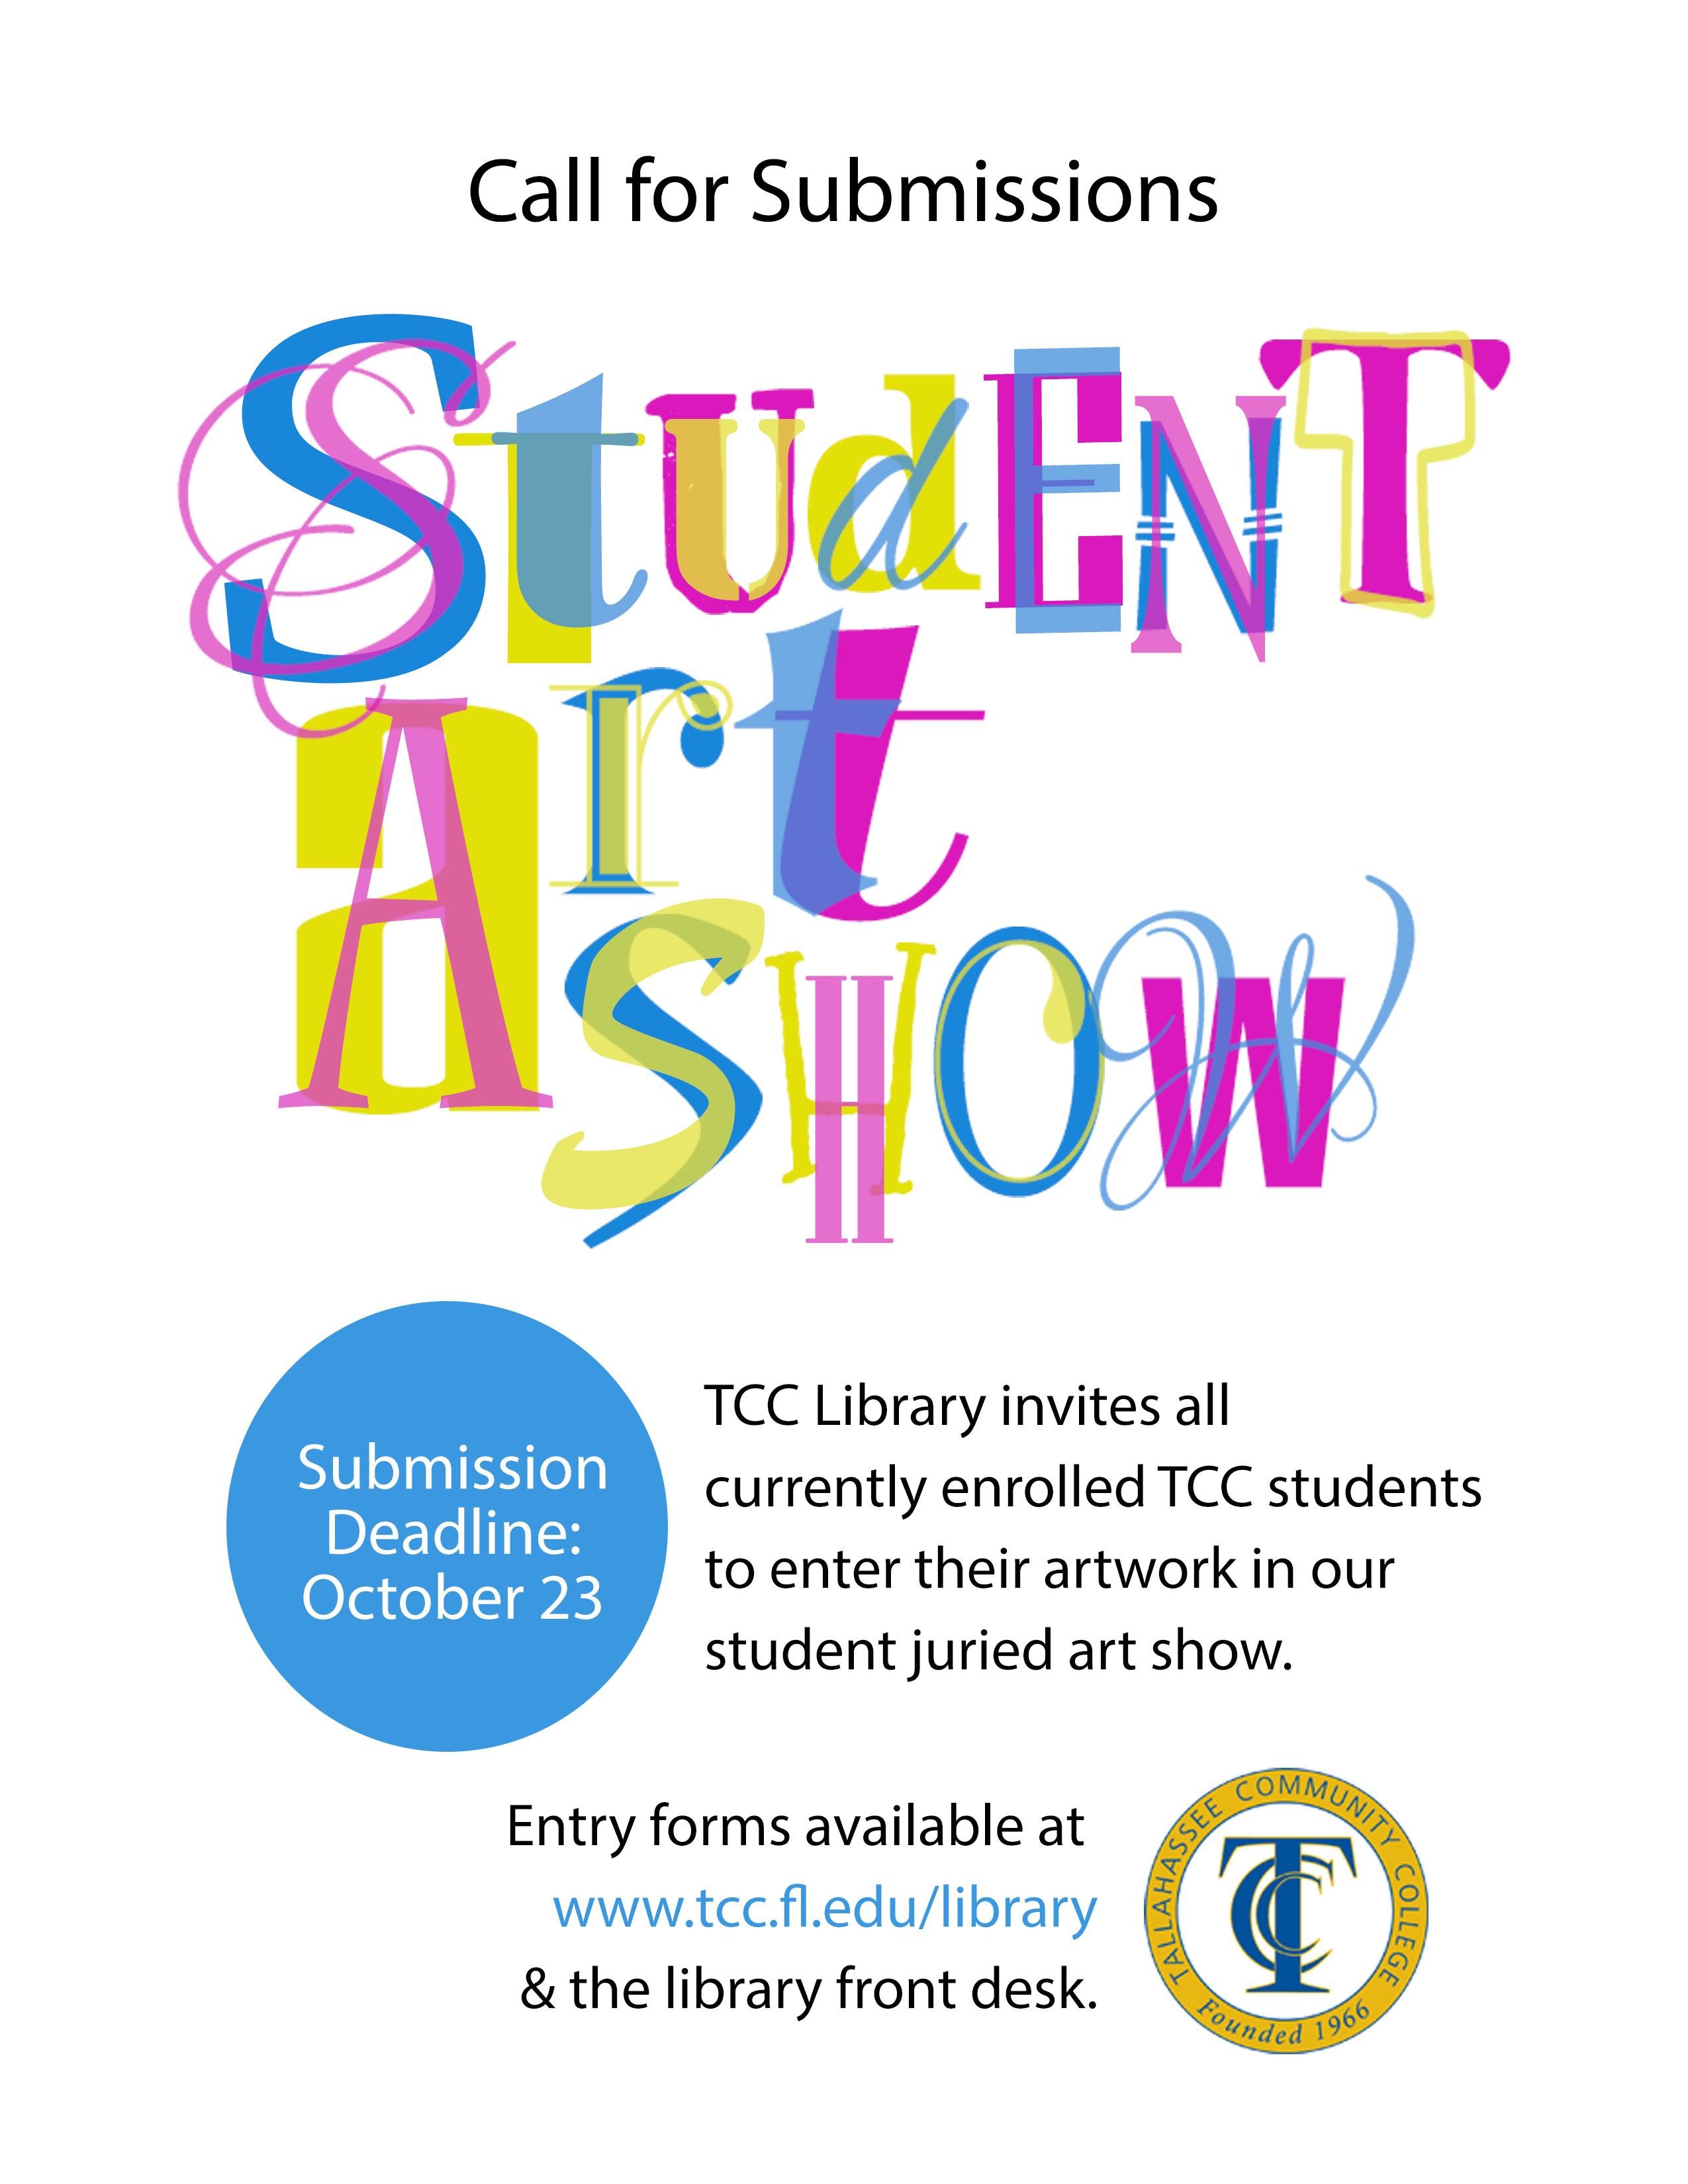 Call for Submissions
StudENT
Art
SHOW
Submission
Deadline:
October 23
TCC Library invites all
currently enrolled TCC students
to enter their artwork in our
student juried art show.
Entry forms available at
www.tcc.fl.edu/library
& the library front desk.
TALLAHASSEE COMMUNITY COLLEGE
TCC
Founded 1966